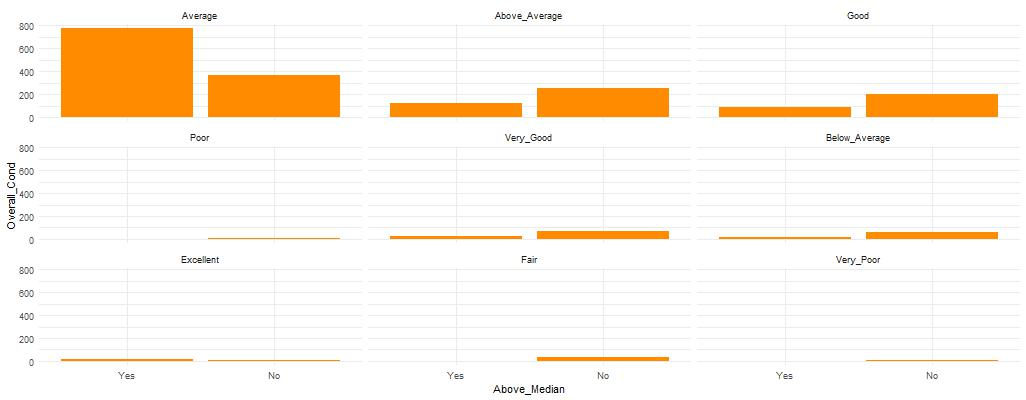 Average Above_Average Good
800
600
400
200
0
Poor Very_Good Below_Average
800
600
400
200
0
Overall_Cond
Excellent Fair Very_Poor
800
600
400
200
0
Yes No Yes No Yes No
Above_Median